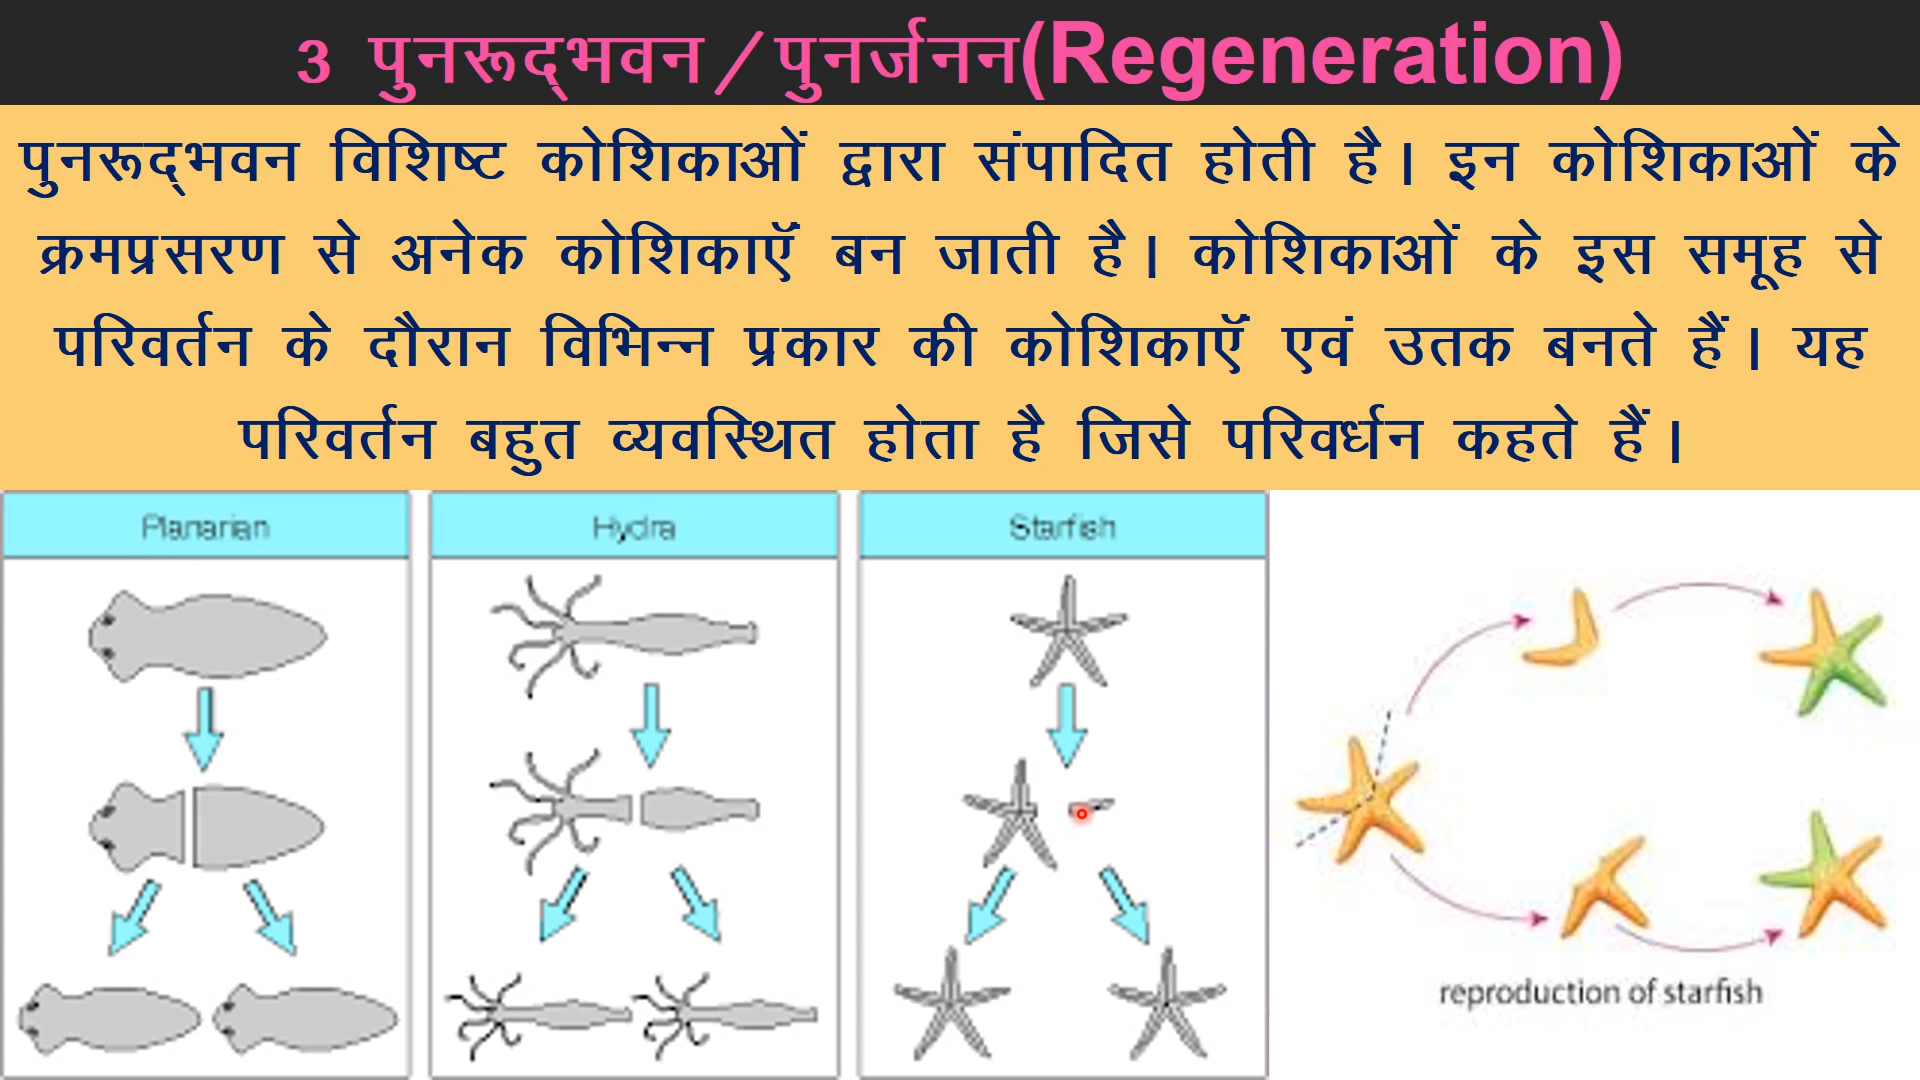 3 पुनरूद्भवन/पुनर्जनन(Regeneration)
पुनरूद्भवन विशिष्ट कोशिकाओं द्वारा संपादित होती है। इन कोशिकाओं के
क्रमप्रसरण से अनेक कोशिकाएॅं बन जाती है। कोशिकाओं के इस समूह से
परिवर्तन के दौरान विभिन्न प्रकार की कोशिकाएॅं एवं उतक बनते हैं। यह
परिवर्तन बहुत व्यवस्थित होता है जिसे परिवर्धन कहते हैं।
Planarian
Hydra
Starfish
reproduction of starfish